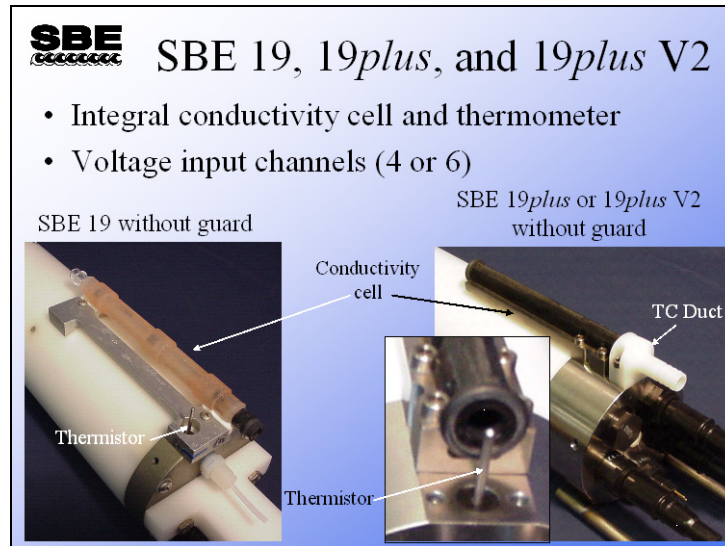 SBE
SBE 19, 19plus, and 19plus V2
• Integral conductivity cell and thermometer
• Voltage input channels (4 or 6)
SBE 19 without guard
SBE 19plus or 19plus V2
without guard
Conductivity
cell
TC Duct
Thermistor
Thermistor